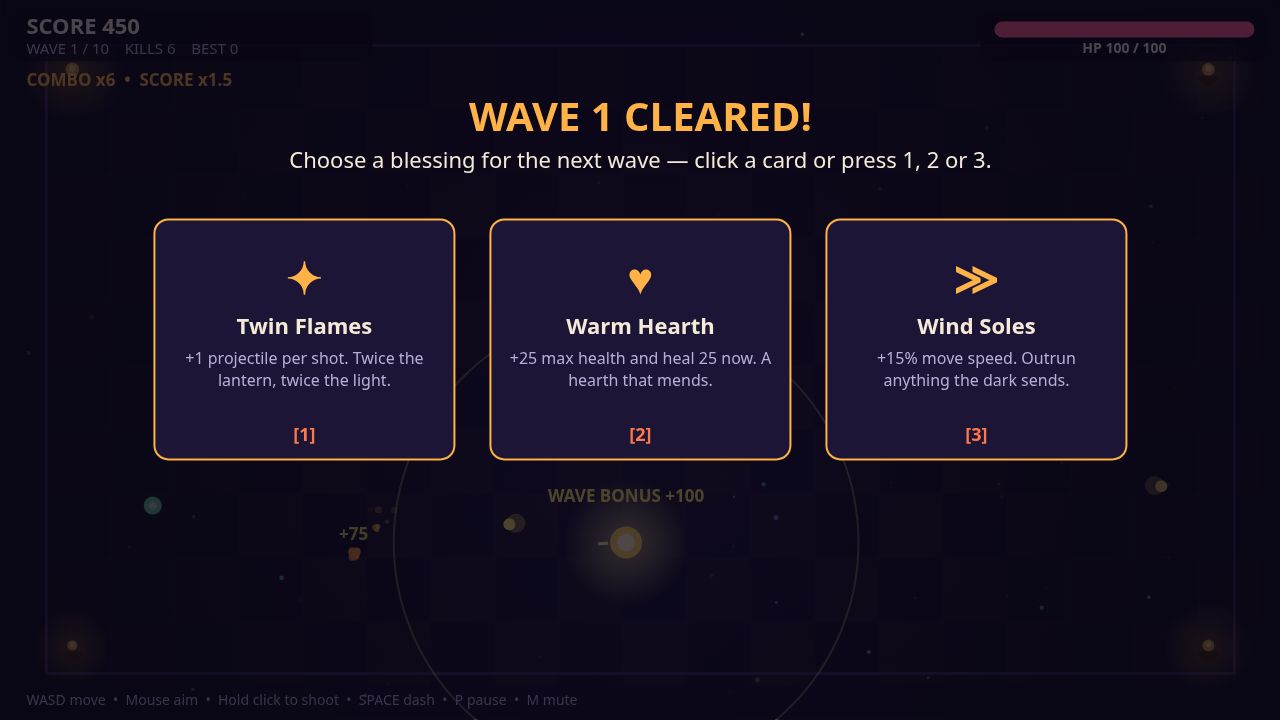 SCORE 450
WAVE 1 / 10 KILLS 6 BEST 0
COMBO x6 • SCORE x1.5
HP 100 / 100
WAVE 1 CLEARED!
Choose a blessing for the next wave — click a card or press 1, 2 or 3.
Twin Flames
+1 projectile per shot. Twice the
lantern, twice the light.
[1]
Warm Hearth
+25 max health and heal 25 now. A
hearth that mends.
[2]
Wind Soles
+15% move speed. Outrun
anything the dark sends.
[3]
WAVE BONUS +100
+75
WASD move • Mouse aim • Hold click to shoot • SPACE dash • P pause • M mute